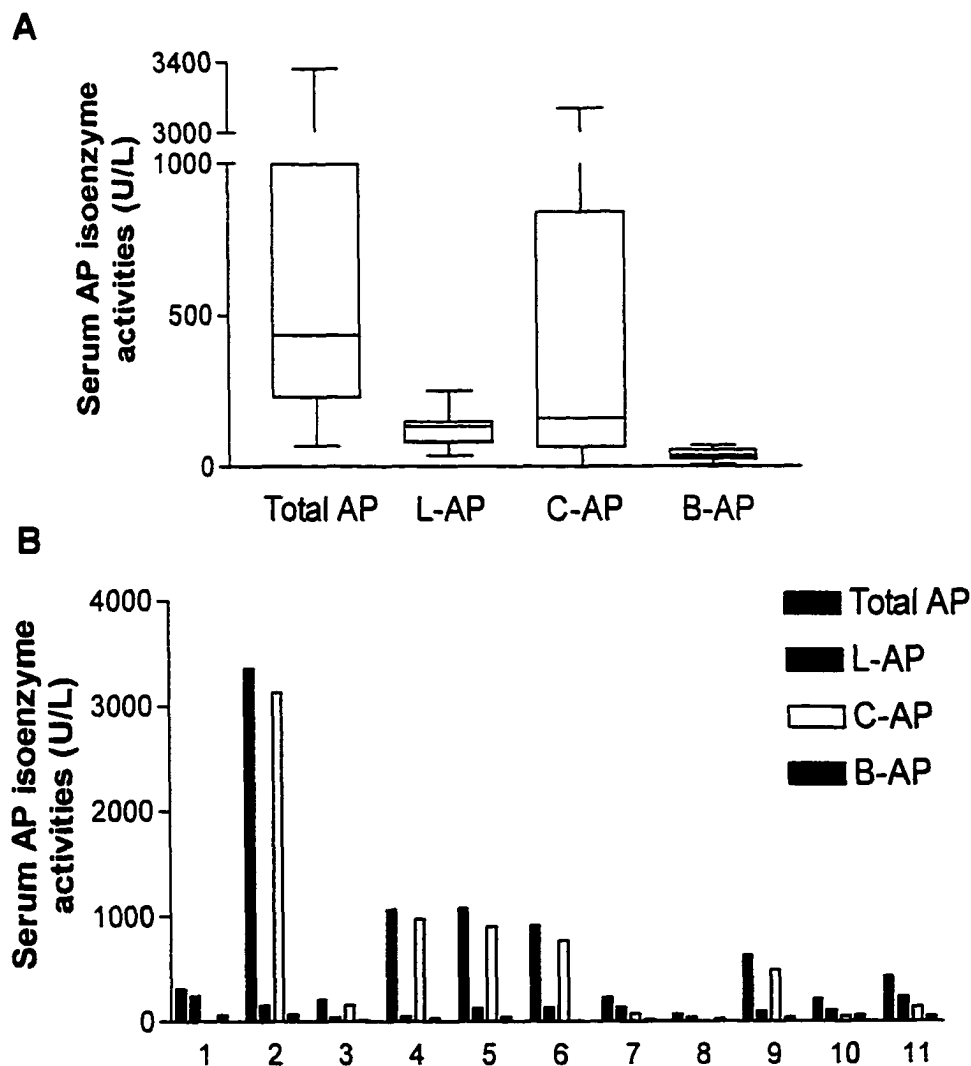 A
Serum AP isoenzyme
activities (U/L)
3400
3000
1000
500
0
Total AP L-AP C-AP B-AP
B
Serum AP isoenzyme
activities (U/L)
4000
3000
2000
1000
0
Total AP
L-AP
C-AP
B-AP
1 2 3 4 5 6 7 8 9 10 11